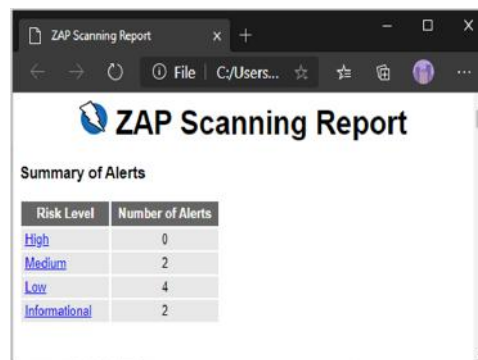 ZAP Scanning Report
File | C:/Users...
ZAP Scanning Report
Summary of Alerts
Risk Level Number of Alerts
High 0
Medium 2
Low 4
Informational 2